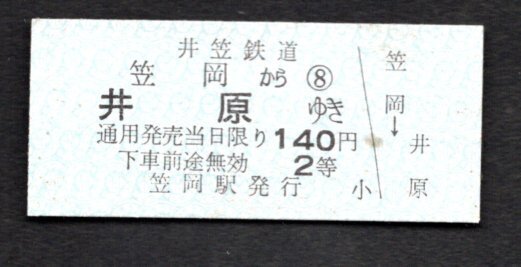 井笠鉄道
笠岡から⑧
井原ゆき
通用発売当日限り140円
下車前途無効 2等
笠岡駅発行
小
笠岡→井原